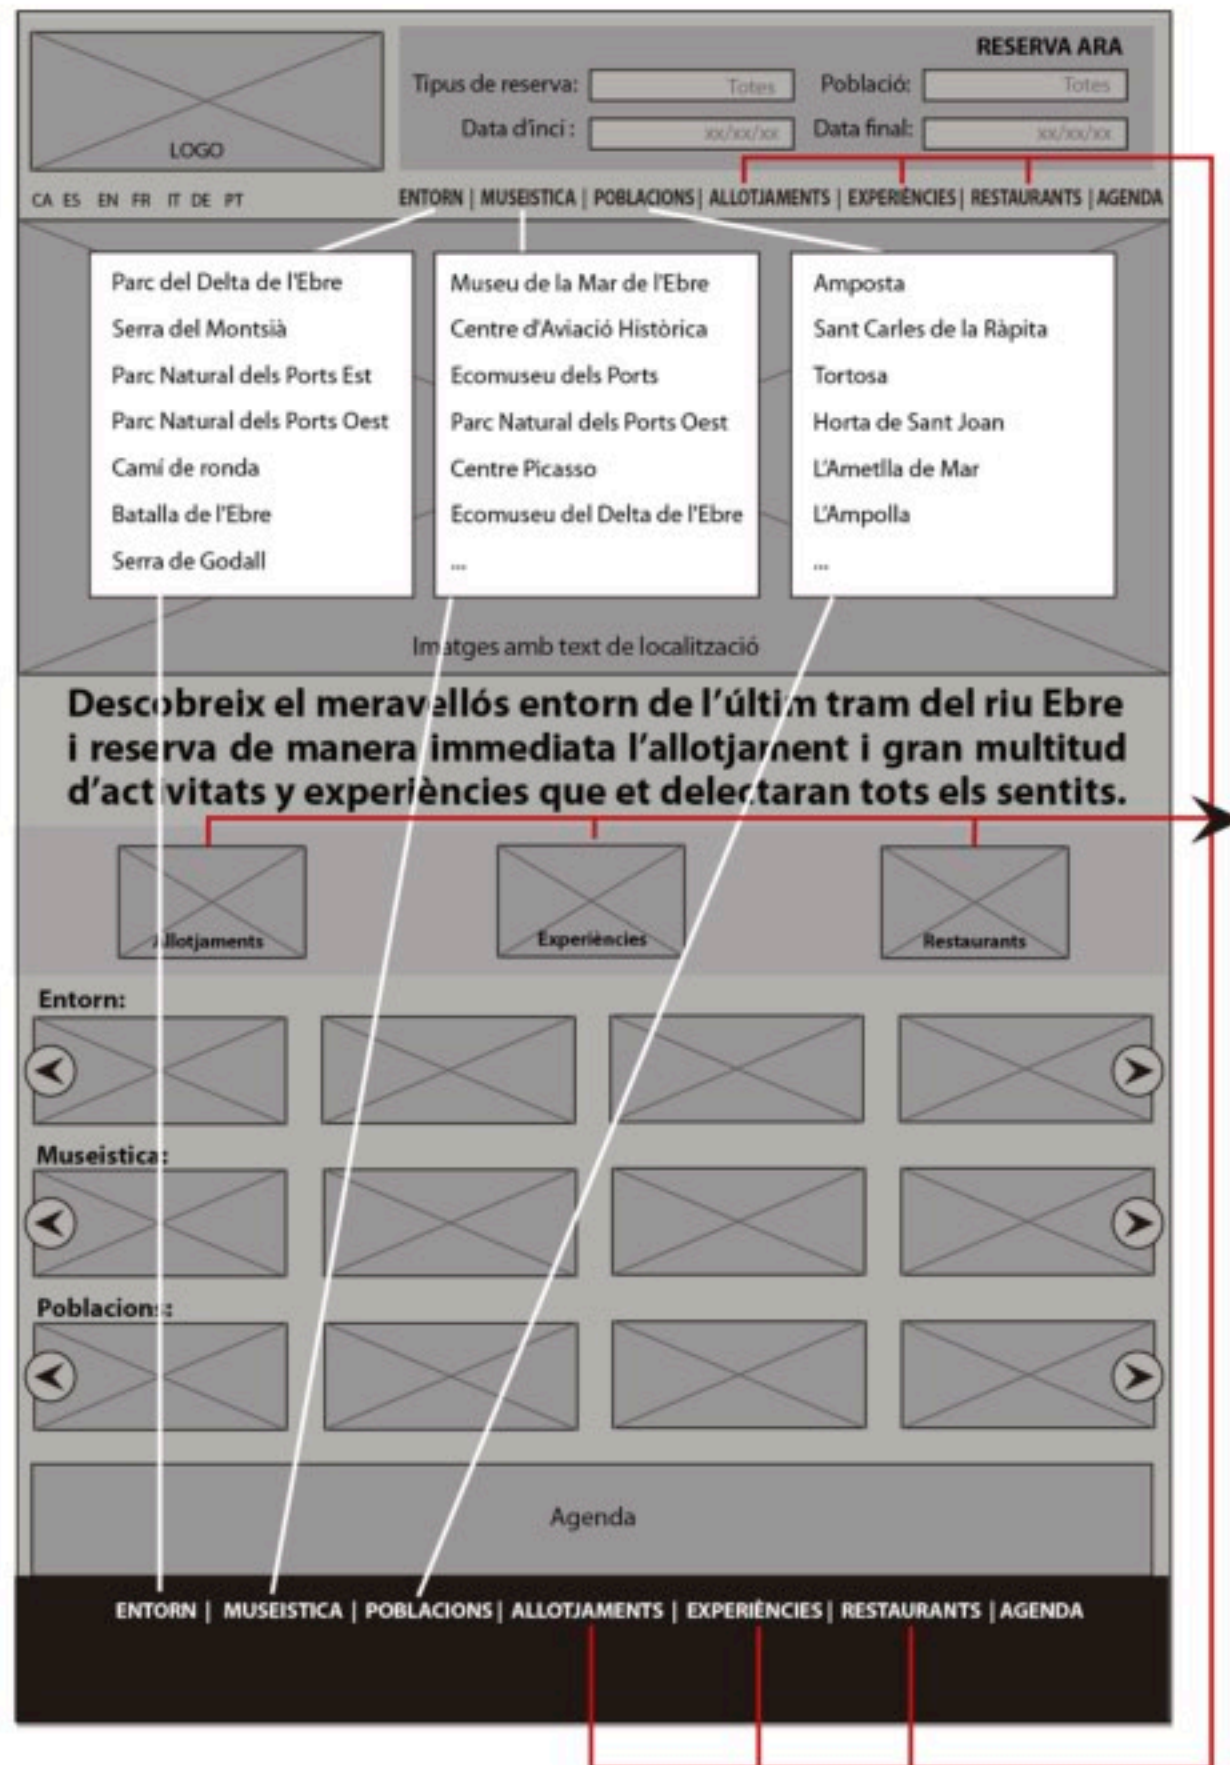 RESERVA ARA
Tipus de reserva: Totes Població: Totes
Data d'inci : xx/xx/xx Data final: xx/xx/xx
LOGO
CA ES EN FR IT DE PT
ENTORN | MUSEISTICA | POBLACIONS | ALLOTJAMENTS | EXPERIÈNCIES | RESTAURANTS | AGENDA
Parc del Delta de l'Ebre
Serra del Montsià
Parc Natural dels Ports Est
Parc Natural dels Ports Oest
Camí de ronda
Batalla de l'Ebre
Serra de Godall
Museu de la Mar de l'Ebre
Centre d'Aviació Històrica
Ecomuseu dels Ports
Parc Natural dels Ports Oest
Centre Picasso
Ecomuseu del Delta de l'Ebre
...
Amposta
Sant Carles de la Ràpita
Tortosa
Horta de Sant Joan
L'Ametlla de Mar
L'Ampolla
...
Imatges amb text de localització
Descobreix el meravellós entorn de l'últim tram del riu Ebre
i reserva de manera immediata l'allotjament i gran multitud
d'activitats y experiències que et delectaran tots els sentits.
Allotjaments
Experiències
Restaurants
Entorn:
Museistica:
Poblacions:
Agenda
ENTORN | MUSEISTICA | POBLACIONS | ALLOTJAMENTS | EXPERIÈNCIES | RESTAURANTS | AGENDA